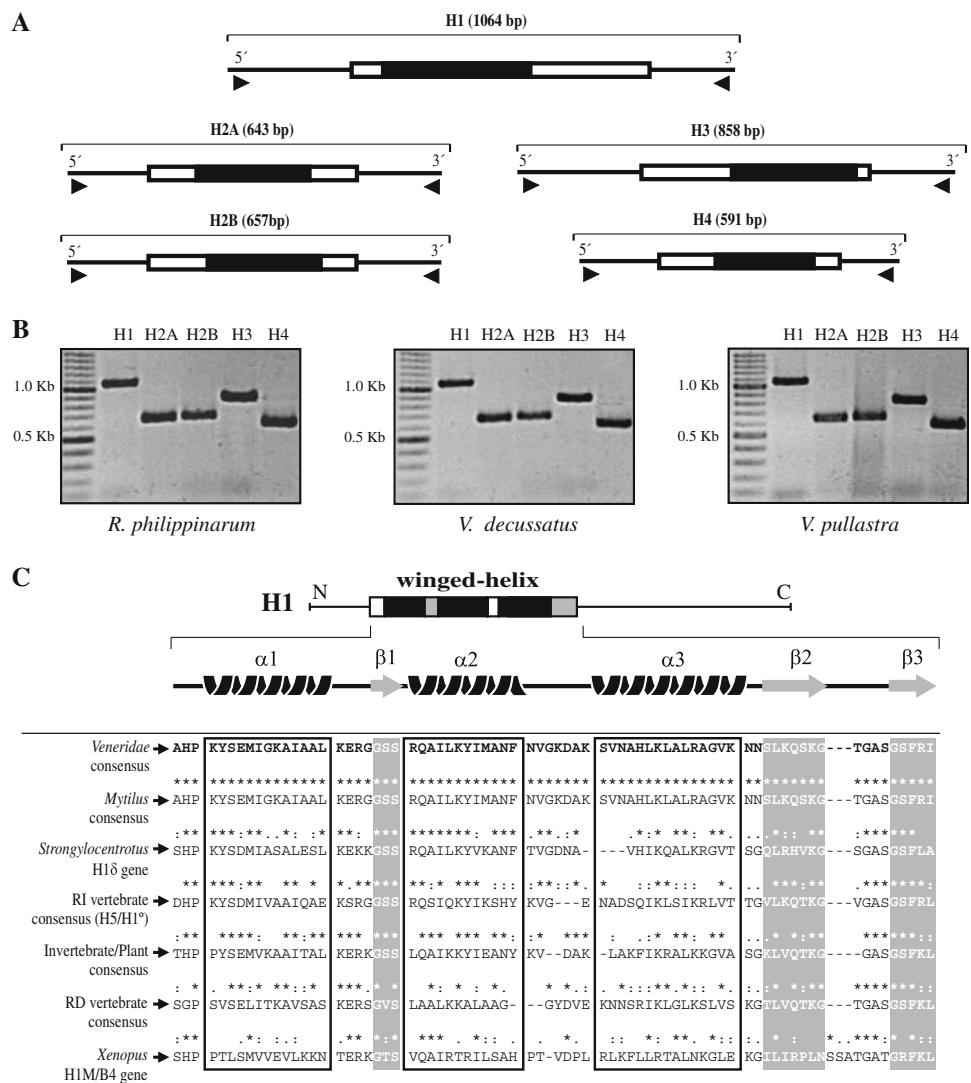 A
H1 (1064 bp)
5´ 3´
H2A (643 bp) H3 (858 bp)
5´ 3´ 5´ 3´
H2B (657bp) H4 (591 bp)
5´ 3´ 5´ 3´
B
H1 H2A H2B H3 H4 H1 H2A H2B H3 H4 H1 H2A H2B H3 H4
1.0 Kb 1.0 Kb 1.0 Kb
0.5 Kb 0.5 Kb 0.5 Kb
R. philippinarum V. decussatus V. pullastra
C
winged-helix
H1 N C
α1 β1 α2 α3 β2 β3
Veneridae AHP KYSEMIGKAIAAL KERGGSS RQAILKYIMANF NVGKDAK SVNAHLKLALRAGVK NNSLKQSKG---TGASGSFRI
consensus
Mytilus AHP KYSEMIGKAIAAL KERGGSS RQAILKYIMANF NVGKDAK SVNAHLKLALRAGVK NNSLKQSKG---TGASGSFRI
consensus
Strongylocentrotus SHP KYSDMIASALESL KEKKGSS RQAILKYVKANF TVGDNA- --VHIKQALKRGVT SGQLRHVKG---SGASGSFLA
H1δ gene
RI vertebrate DHP KYSDMIVAAIQAE KSRGGSS RQSIQKYIKSHY KVG---E NADSQIKLSIKRLVT TGVLKQTKG---VGASGSFRL
consensus (H5/H1°)
Invertebrate/Plant THP PYSEMVKAAITAL KERKGSS LQAIKKYIEANY KV--DAK -LAKFIKRALKKGVA SGKLVQTKG---TGASGSFKL
consensus
RD vertebrate SGP SVSELITKAVSAS KERSGVS LAALKKALAAG- -GYDVE KNNSRIKLGLKSLVS KGTLVQTKG---TGASGSFKL
consensus
Xenopus SHP PTLSMVVEVLKKN TERKGTS VQAIRTRILSAH PT-VDPL RLKFLLRTALNKGLE KGILIRPLNSSATGATGRFKL
H1M/B4 gene